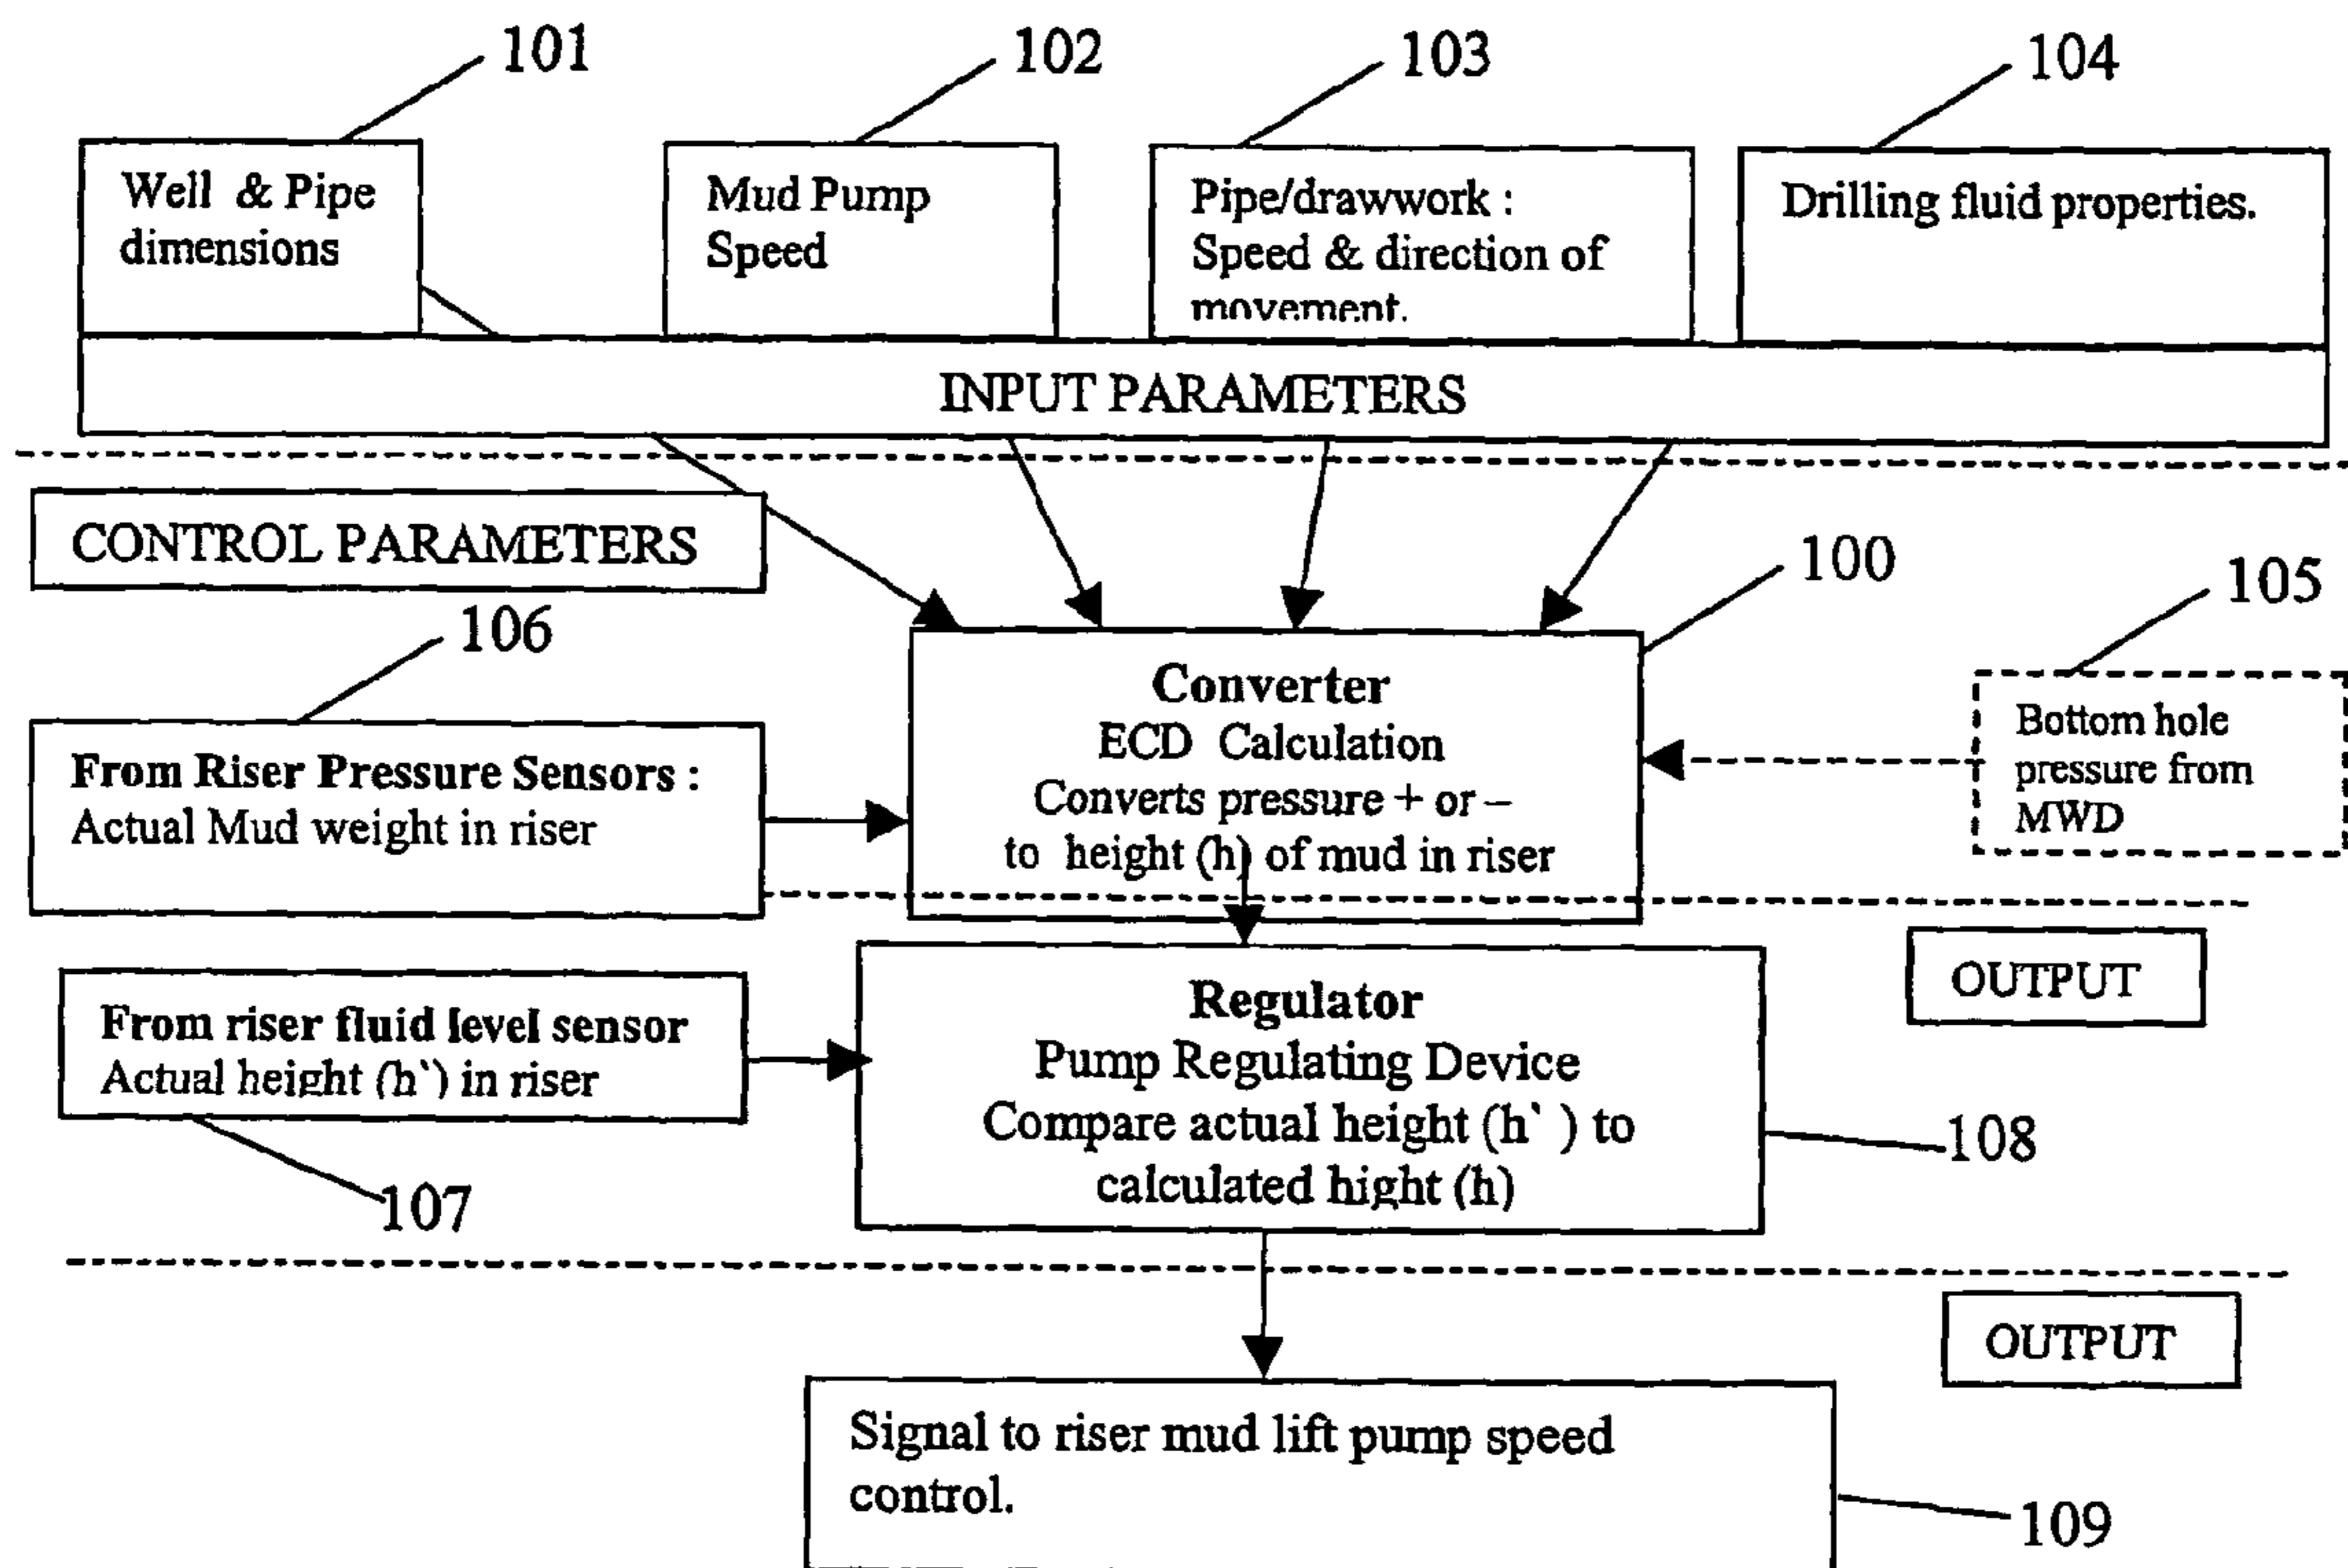 101
102
103
104
Well & Pipe
dimensions
Mud Pump
Speed
Pipe/drawwork :
Speed & direction of
movement.
Drilling fluid properties.
INPUT PARAMETERS
CONTROL PARAMETERS
100
105
106
Converter
ECD Calculation
Converts pressure + or –
to height (h) of mud in riser
Bottom hole
pressure from
MWD
From Riser Pressure Sensors :
Actual Mud weight in riser
OUTPUT
From riser fluid level sensor
Actual height (h`) in riser
107
Regulator
Pump Regulating Device
Compare actual height (h` ) to
calculated hight (h)
108
OUTPUT
Signal to riser mud lift pump speed
control.
109